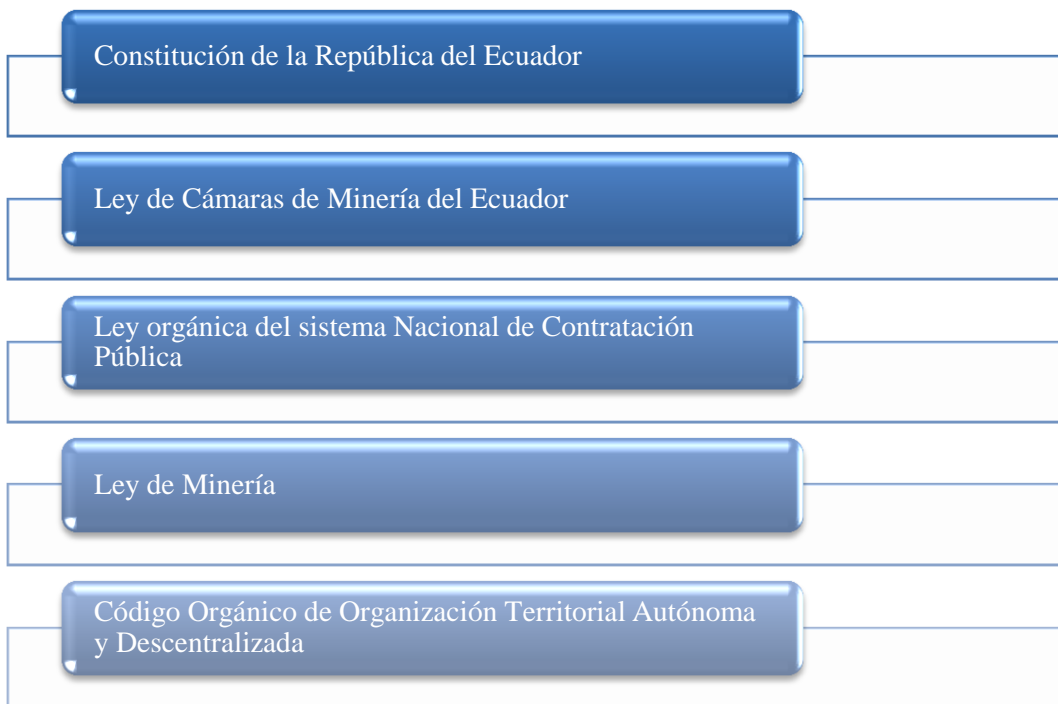 Constitución de la República del Ecuador
Ley de Cámaras de Minería del Ecuador
Ley orgánica del sistema Nacional de Contratación
Pública
Ley de Minería
Código Orgánico de Organización Territorial Autónoma
y Descentralizada